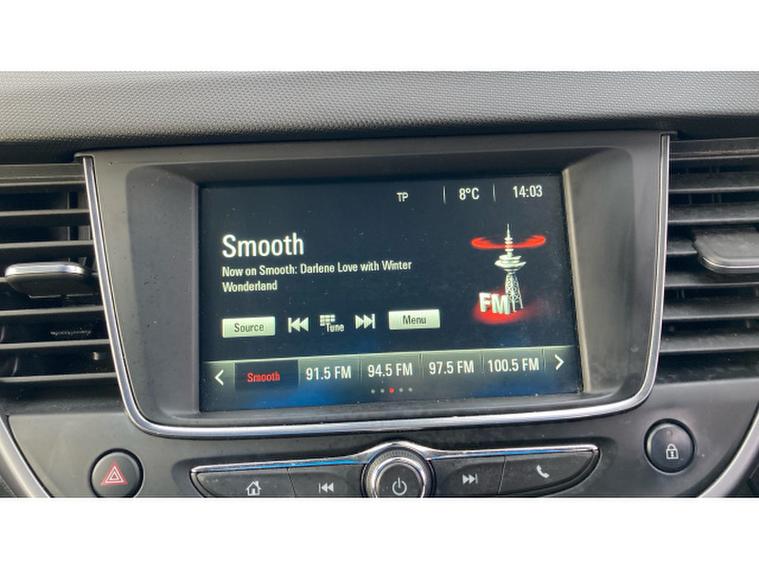 TP 8°C 14:03
Smooth
Now on Smooth: Darlene Love with Winter
Wonderland
FM
Source Tune Menu
Smooth 91.5 FM 94.5 FM 97.5 FM 100.5 FM